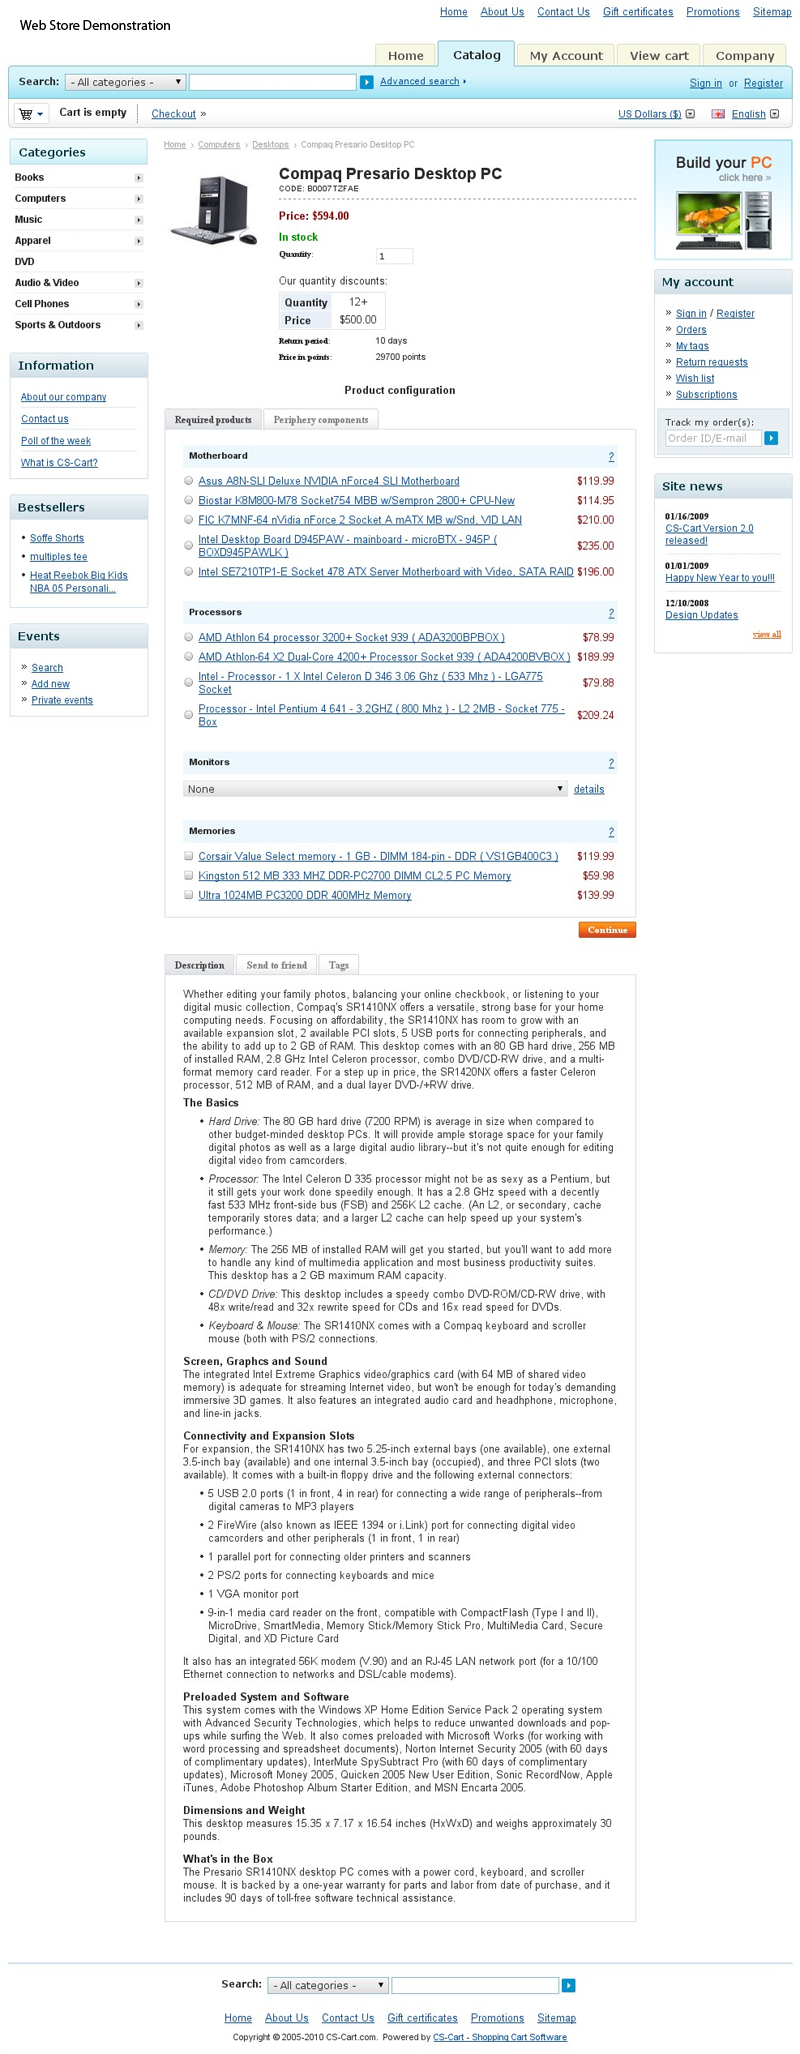 Home About Us Contact Us Gift certificates Promotions Sitemap
Web Store Demonstration
Home Catalog My Account View cart Company
Search: - All categories - Advanced search Sign in or Register
Cart is empty Checkout » US Dollars ($) English
Categories
Books
Computers
Music
Apparel
DVD
Audio & Video
Cell Phones
Sports & Outdoors
Information
About our company
Contact us
Poll of the week
What is CS-Cart?
Bestsellers
Soffe Shorts
multiples tee
Heat Reebok Big Kids
NBA 05 Personali...
Events
» Search
» Add new
» Private events
Home › Computers › Desktops › Compaq Presario Desktop PC
Compaq Presario Desktop PC
CODE: B0007TZFAE
Price: $594.00
In stock
Quantity: 1
Our quantity discounts:
Quantity 12+
Price $500.00
Return period: 10 days
Price in points: 29700 points
Product configuration
Required products Periphery components
Motherboard ?
Asus A8N-SLI Deluxe NVIDIA nForce4 SLI Motherboard $119.99
Biostar K8M800-M78 Socket754 MBB w/Sempron 2800+ CPU-New $114.95
FIC K7MNF-64 nVidia nForce 2 Socket A mATX MB w/Snd, VID LAN $210.00
Intel Desktop Board D945PAW - mainboard - microBTX - 945P (
BOXD945PAWLK ) $235.00
Intel SE7210TP1-E Socket 478 ATX Server Motherboard with Video, SATA RAID $196.00
Processors ?
AMD Athlon 64 processor 3200+ Socket 939 ( ADA3200BPBOX ) $78.99
AMD Athlon-64 X2 Dual-Core 4200+ Processor Socket 939 ( ADA4200BVBOX ) $189.99
Intel - Processor - 1 X Intel Celeron D 346 3.06 Ghz ( 533 Mhz ) - LGA775
Socket $79.88
Processor - Intel Pentium 4 641 - 3.2GHZ ( 800 Mhz ) - L2 2MB - Socket 775 -
Box $209.24
Monitors ?
None details
Memories ?
Corsair Value Select memory - 1 GB - DIMM 184-pin - DDR ( VS1GB400C3 ) $119.99
Kingston 512 MB 333 MHZ DDR-PC2700 DIMM CL2.5 PC Memory $59.98
Ultra 1024MB PC3200 DDR 400MHz Memory $139.99
Continue
Description Send to friend Tags
Whether editing your family photos, balancing your online checkbook, or listening to your
digital music collection, Compaq's SR1410NX offers a versatile, strong base for your home
computing needs. Focusing on affordability, the SR1410NX has room to grow with an
available expansion slot, 2 available PCI slots, 5 USB ports for connecting peripherals, and
the ability to add up to 2 GB of RAM. This desktop comes with an 80 GB hard drive, 256 MB
of installed RAM, 2.8 GHz Intel Celeron processor, combo DVD/CD-RW drive, and a multi-
format memory card reader. For a step up in price, the SR1420NX offers a faster Celeron
processor, 512 MB of RAM, and a dual layer DVD-/+RW drive.
The Basics
Hard Drive: The 80 GB hard drive (7200 RPM) is average in size when compared to
other budget-minded desktop PCs. It will provide ample storage space for your family
digital photos as well as a large digital audio library--but it's not quite enough for editing
digital video from camcorders.
Processor: The Intel Celeron D 335 processor might not be as sexy as a Pentium, but
it still gets your work done speedily enough. It has a 2.8 GHz speed with a decently
fast 533 MHz front-side bus (FSB) and 256K L2 cache. (An L2, or secondary, cache
temporarily stores data; and a larger L2 cache can help speed up your system's
performance.)
Memory: The 256 MB of installed RAM will get you started, but you'll want to add more
to handle any kind of multimedia application and most business productivity suites.
This desktop has a 2 GB maximum RAM capacity.
CD/DVD Drive: This desktop includes a speedy combo DVD-ROM/CD-RW drive, with
48x write/read and 32x rewrite speed for CDs and 16x read speed for DVDs.
Keyboard & Mouse: The SR1410NX comes with a Compaq keyboard and scroller
mouse (both with PS/2 connections.
Screen, Graphcs and Sound
The integrated Intel Extreme Graphics video/graphics card (with 64 MB of shared video
memory) is adequate for streaming Internet video, but won't be enough for today's demanding
immersive 3D games. It also features an integrated audio card and headhphone, microphone,
and line-in jacks.
Connectivity and Expansion Slots
For expansion, the SR1410NX has two 5.25-inch external bays (one available), one external
3.5-inch bay (available) and one internal 3.5-inch bay (occupied), and three PCI slots (two
available). It comes with a built-in floppy drive and the following external connectors:
5 USB 2.0 ports (1 in front, 4 in rear) for connecting a wide range of peripherals--from
digital cameras to MP3 players
2 FireWire (also known as IEEE 1394 or i.Link) port for connecting digital video
camcorders and other peripherals (1 in front, 1 in rear)
1 parallel port for connecting older printers and scanners
2 PS/2 ports for connecting keyboards and mice
1 VGA monitor port
9-in-1 media card reader on the front, compatible with CompactFlash (Type I and II),
MicroDrive, SmartMedia, Memory Stick/Memory Stick Pro, MultiMedia Card, Secure
Digital, and XD Picture Card
It also has an integrated 56K modem (V.90) and an RJ-45 LAN network port (for a 10/100
Ethernet connection to networks and DSL/cable modems).
Preloaded System and Software
This system comes with the Windows XP Home Edition Service Pack 2 operating system
with Advanced Security Technologies, which helps to reduce unwanted downloads and pop-
ups while surfing the Web. It also comes preloaded with Microsoft Works (for working with
word processing and spreadsheet documents), Norton Internet Security 2005 (with 60 days
of complimentary updates), InterMute SpySubtract Pro (with 60 days of complimentary
updates), Microsoft Money 2005, Quicken 2005 New User Edition, Sonic RecordNow, Apple
iTunes, Adobe Photoshop Album Starter Edition, and MSN Encarta 2005.
Dimensions and Weight
This desktop measures 15.35 x 7.17 x 16.54 inches (HxWxD) and weighs approximately 30
pounds.
What's in the Box
The Presario SR1410NX desktop PC comes with a power cord, keyboard, and scroller
mouse. It is backed by a one-year warranty for parts and labor from date of purchase, and it
includes 90 days of toll-free software technical assistance.
Build your PC
click here »
My account
» Sign in / Register
» Orders
» My tags
» Return requests
» Wish list
» Subscriptions
Track my order(s):
Order ID/E-mail
Site news
01/16/2009
CS-Cart Version 2.0
released!
01/01/2009
Happy New Year to you!!!
12/10/2008
Design Updates
view all
Search: - All categories -
Home About Us Contact Us Gift certificates Promotions Sitemap
Copyright © 2005-2010 CS-Cart.com. Powered by CS-Cart - Shopping Cart Software